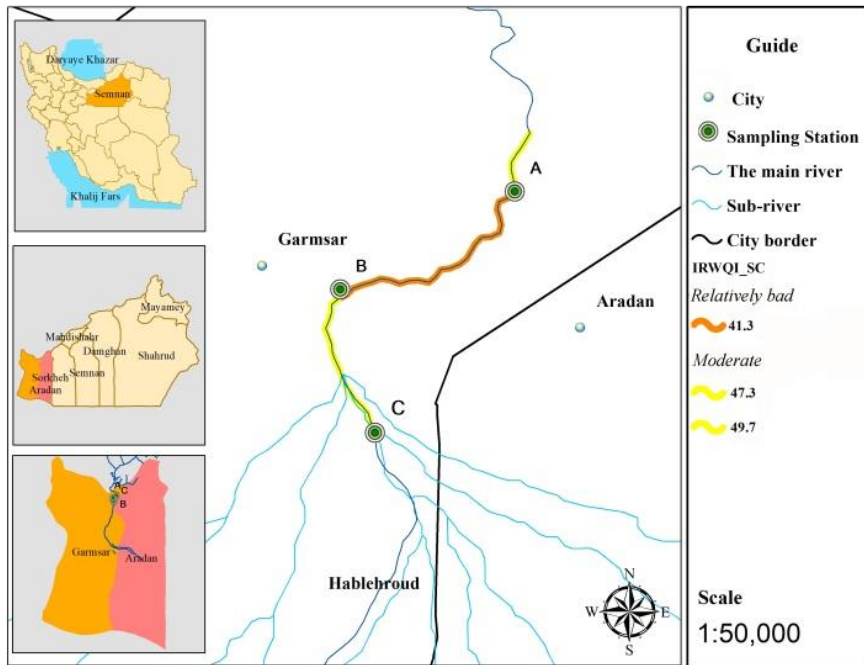 Daryaye Khazar
Semnan
Khalij Fars
Mayamey
Mahdishahr
Damghan
Shahrud
Semnan
Sorkheh
Aradan
A
C
B
Garmsar
Aradan
A
Garmsar
B
Aradan
C
Hablehroud
N
W
E
S
Guide
City
Sampling Station
The main river
Sub-river
City border
IRWQI_SC
Relatively bad
41.3
Moderate
47.3
49.7
Scale
1:50,000